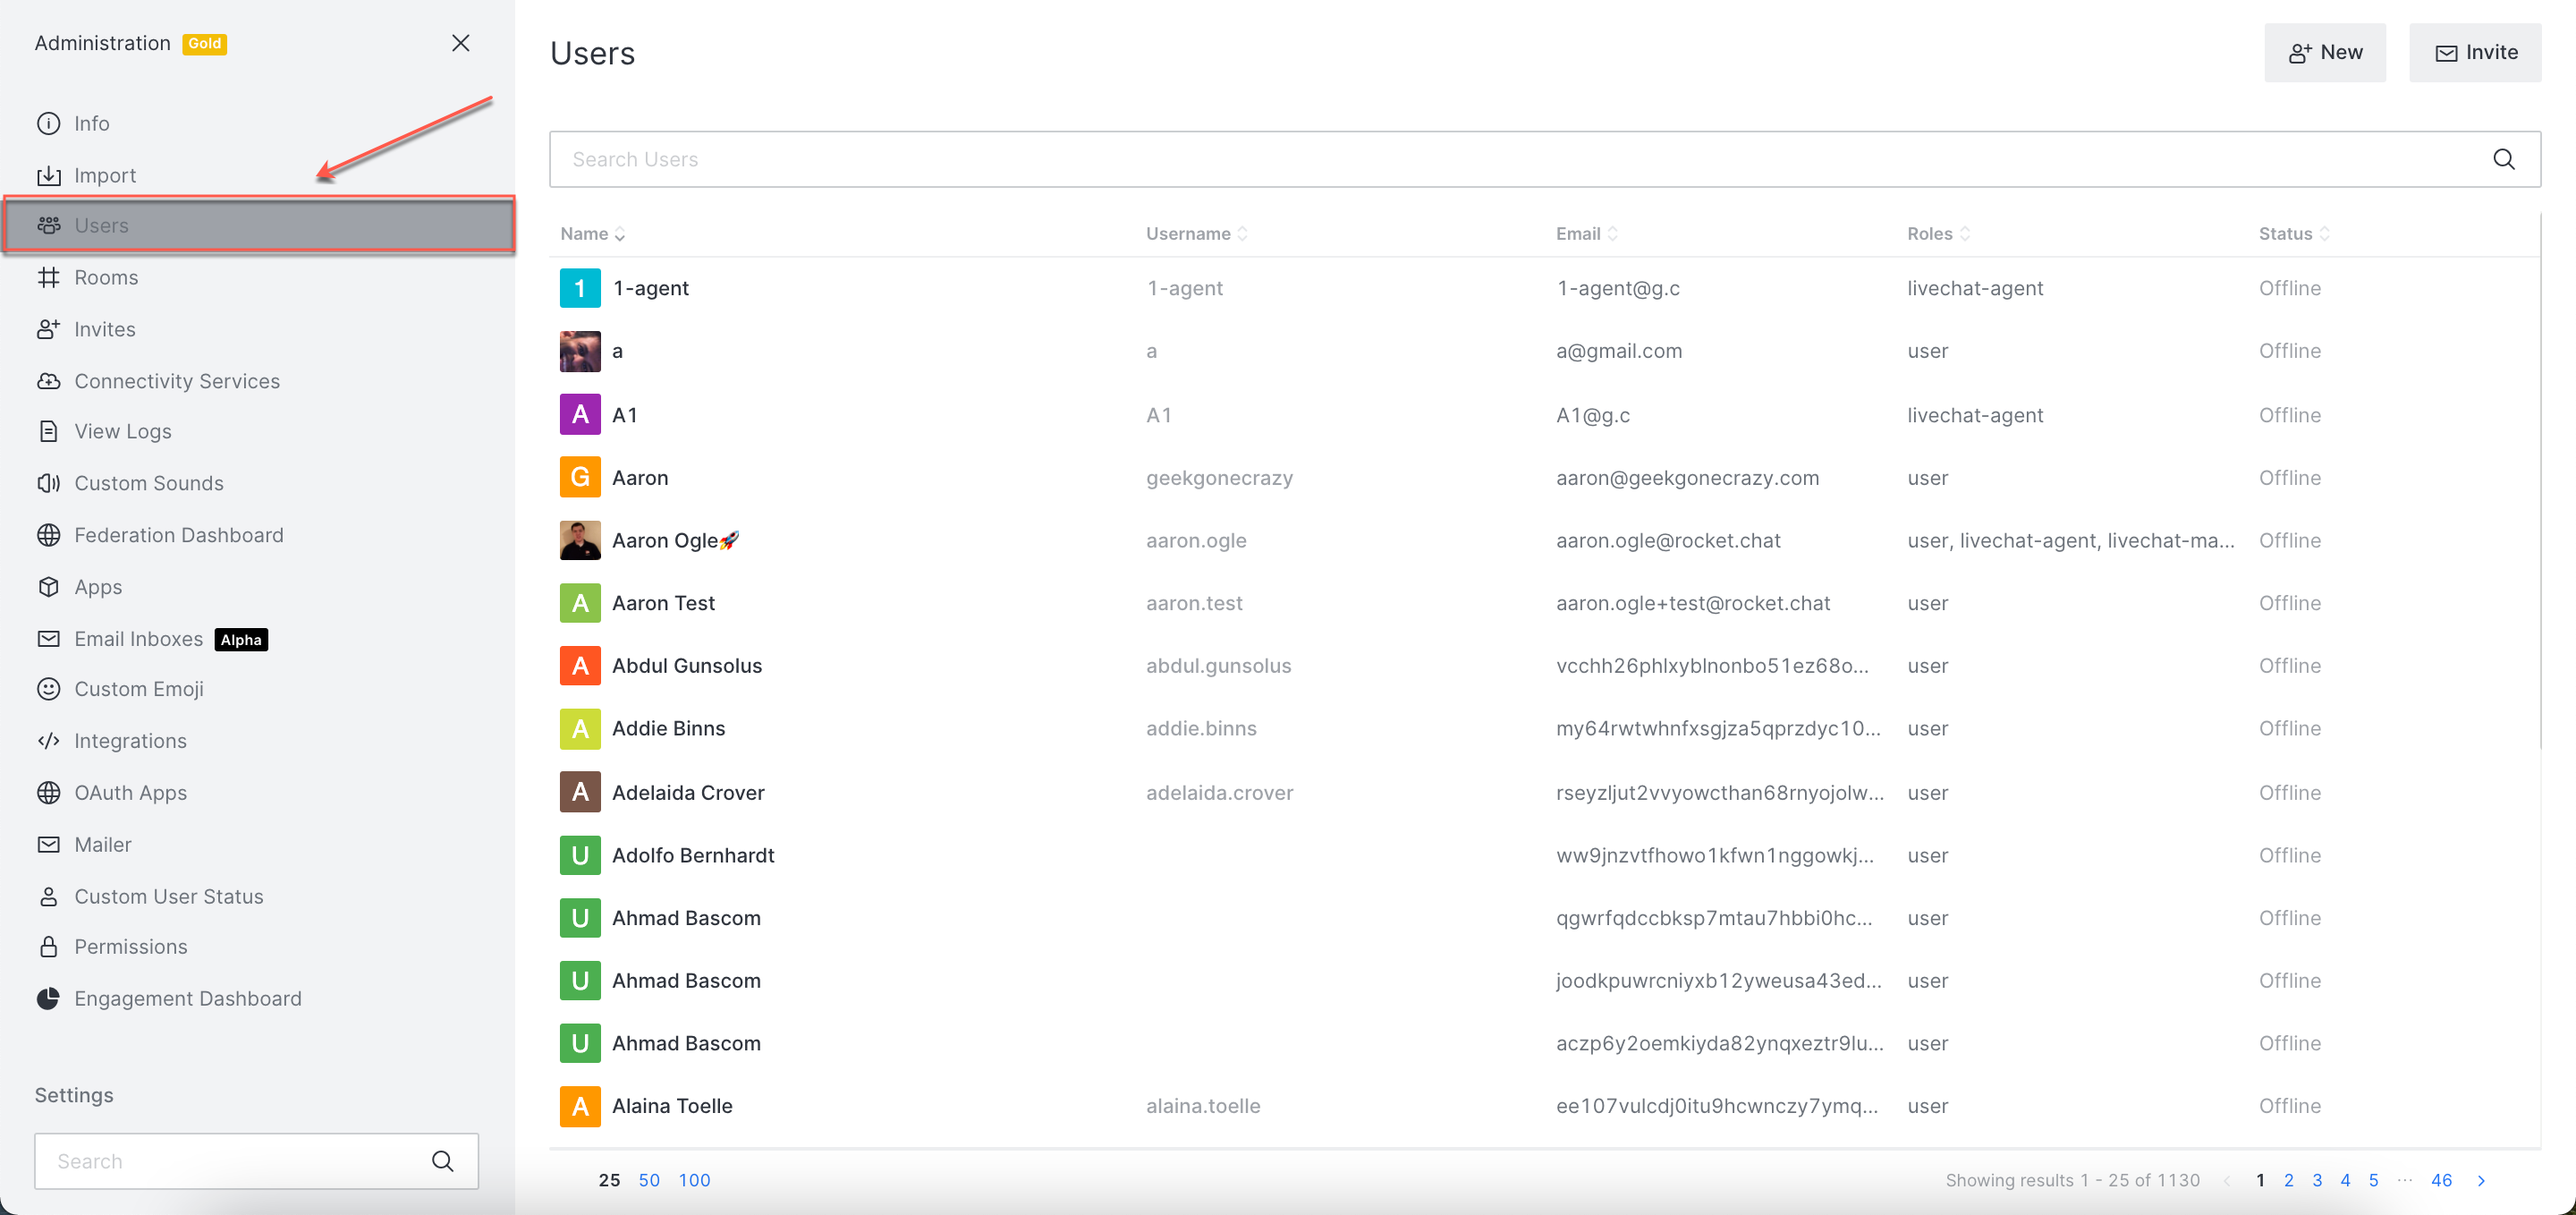 Administration Gold
Info
Import
Users
Rooms
Invites
Connectivity Services
View Logs
Custom Sounds
Federation Dashboard
Apps
Email Inboxes Alpha
Custom Emoji
Integrations
OAuth Apps
Mailer
Custom User Status
Permissions
Engagement Dashboard
Settings
Search
Users
New Invite
Search Users
Name Username Email Roles Status
1 1-agent 1-agent 1-agent@g.c livechat-agent Offline
a a a@gmail.com user Offline
A A1 A1 A1@g.c livechat-agent Offline
G Aaron geekgonecrazy aaron@geekgonecrazy.com user Offline
Aaron Ogle🚀 aaron.ogle aaron.ogle@rocket.chat user, livechat-agent, livechat-ma... Offline
A Aaron Test aaron.test aaron.ogle+test@rocket.chat user Offline
A Abdul Gunsolus abdul.gunsolus vcchh26phlxyblnonbo51ez68o... user Offline
A Addie Binns addie.binns my64rwtwhnfxsgjza5qprzdyc10... user Offline
A Adelaida Crover adelaida.crover rseyzljut2vvyowcthan68rnyojolw... user Offline
U Adolfo Bernhardt ww9jnzvtfhowo1kfwn1nggowkj... user Offline
U Ahmad Bascom qgwrfqdccbksp7mtau7hbbi0hc... user Offline
U Ahmad Bascom joodkpuwrcniyxb12yweusa43ed... user Offline
U Ahmad Bascom aczp6y2oemkiyda82ynqxeztr9lu... user Offline
A Alaina Toelle alaina.toelle ee107vulcdj0itu9hcwnczy7ymq... user Offline
25 50 100 Showing results 1 - 25 of 1130 ‹ 1 2 3 4 5 ··· 46 ›